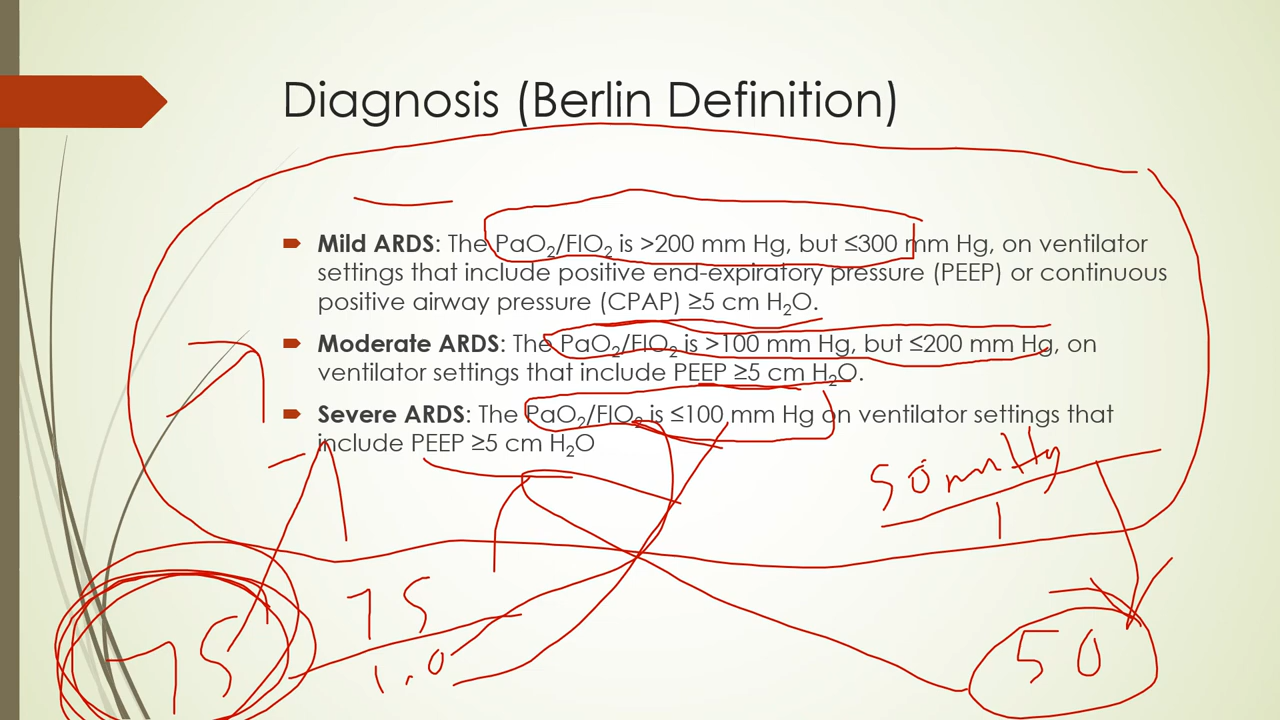 Diagnosis (Berlin Definition)
Mild ARDS: The PaO2/FIO2 is >200 mm Hg, but ≤300 mm Hg, on ventilator
settings that include positive end-expiratory pressure (PEEP) or continuous
positive airway pressure (CPAP) ≥5 cm H2O.
Moderate ARDS: The PaO2/FIO2 is >100 mm Hg, but ≤200 mm Hg, on
ventilator settings that include PEEP ≥5 cm H2O.
Severe ARDS: The PaO2/FIO2 is ≤100 mm Hg on ventilator settings that
include PEEP ≥5 cm H2O
50 mmHg
1
75
1.0
75
50